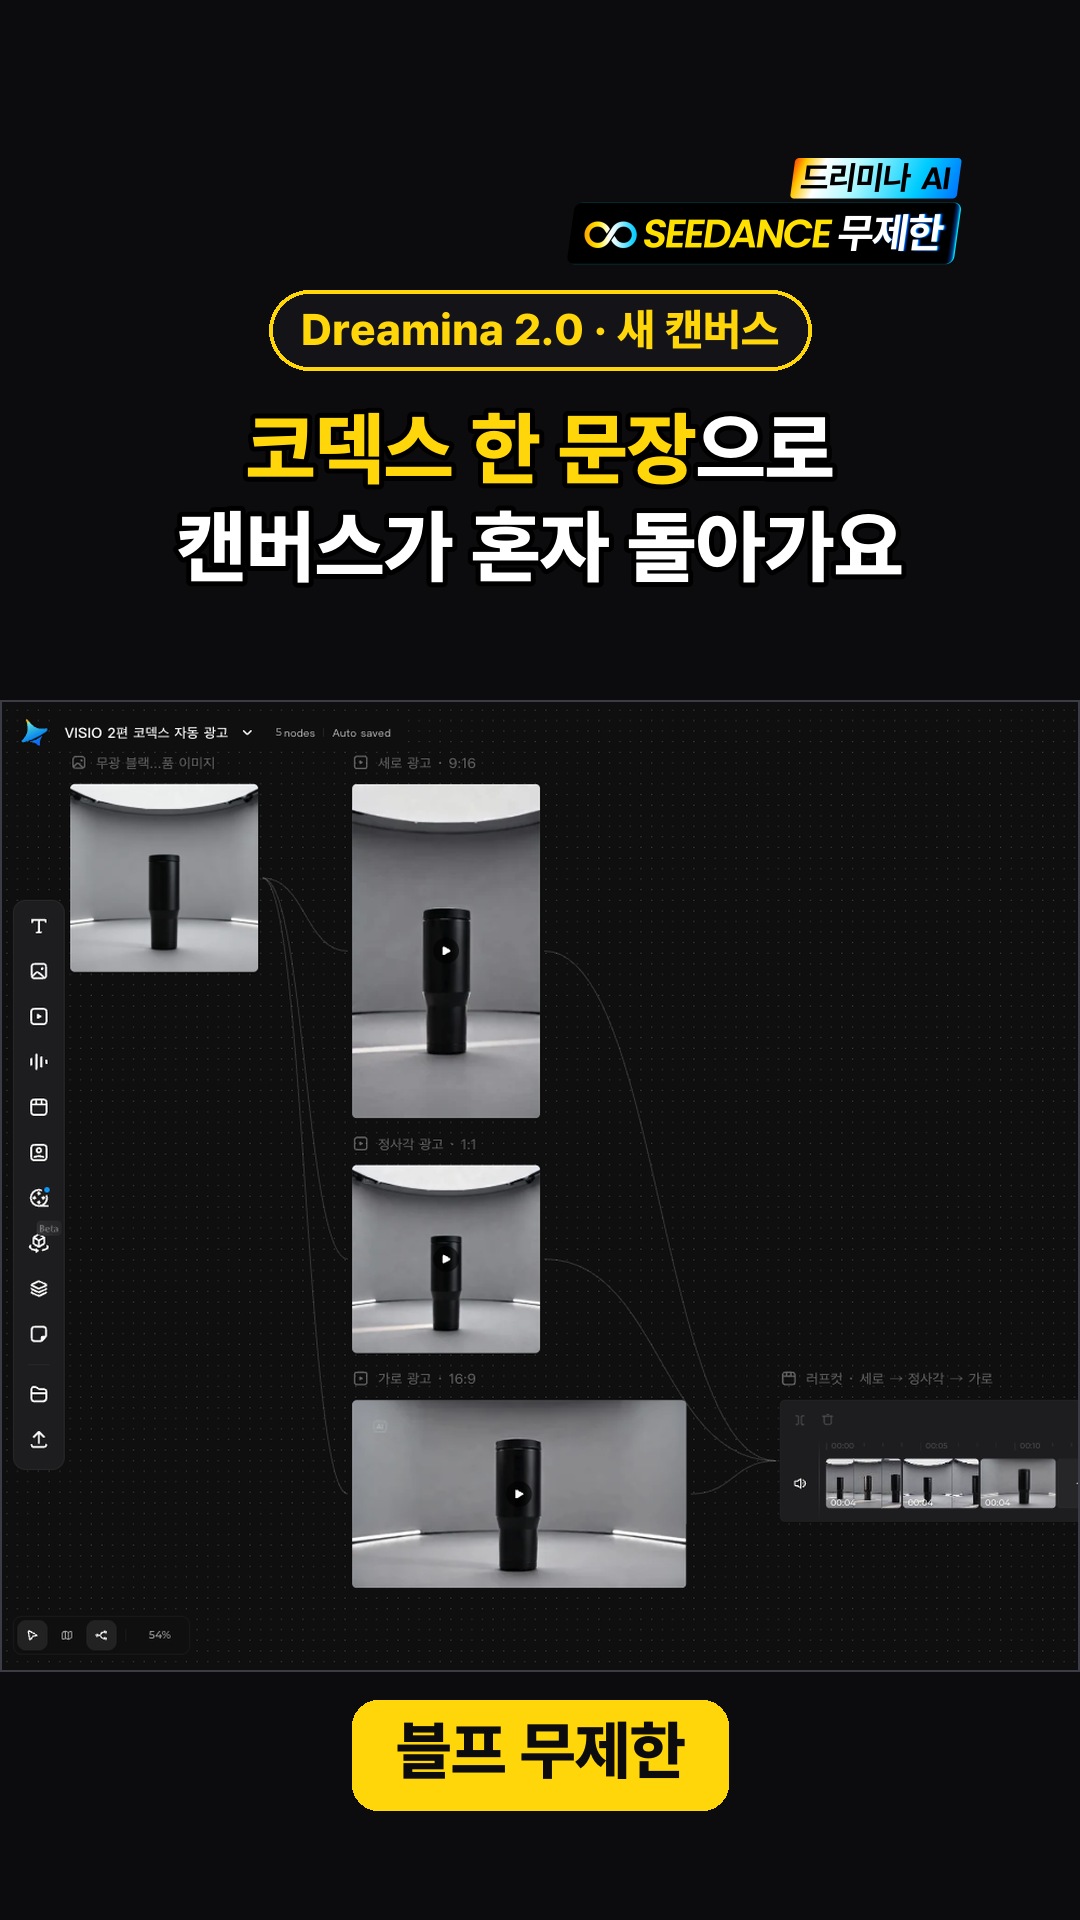 드리미나 AI
SEEDANCE 무제한
Dreamina 2.0 · 새 캔버스
코덱스 한 문장으로
캔버스가 혼자 돌아가요
VISIO 2편 코덱스 자동 광고
5 nodes
Auto saved
무광 블랙...품 이미지
세로 광고 · 9:16
T
정사각 광고 · 1:1
Beta
가로 광고 · 16:9
AI
러프컷 · 세로 → 정사각 → 가로
00:00
00:05
00:10
00:04
00:04
00:04
54%
블프 무제한